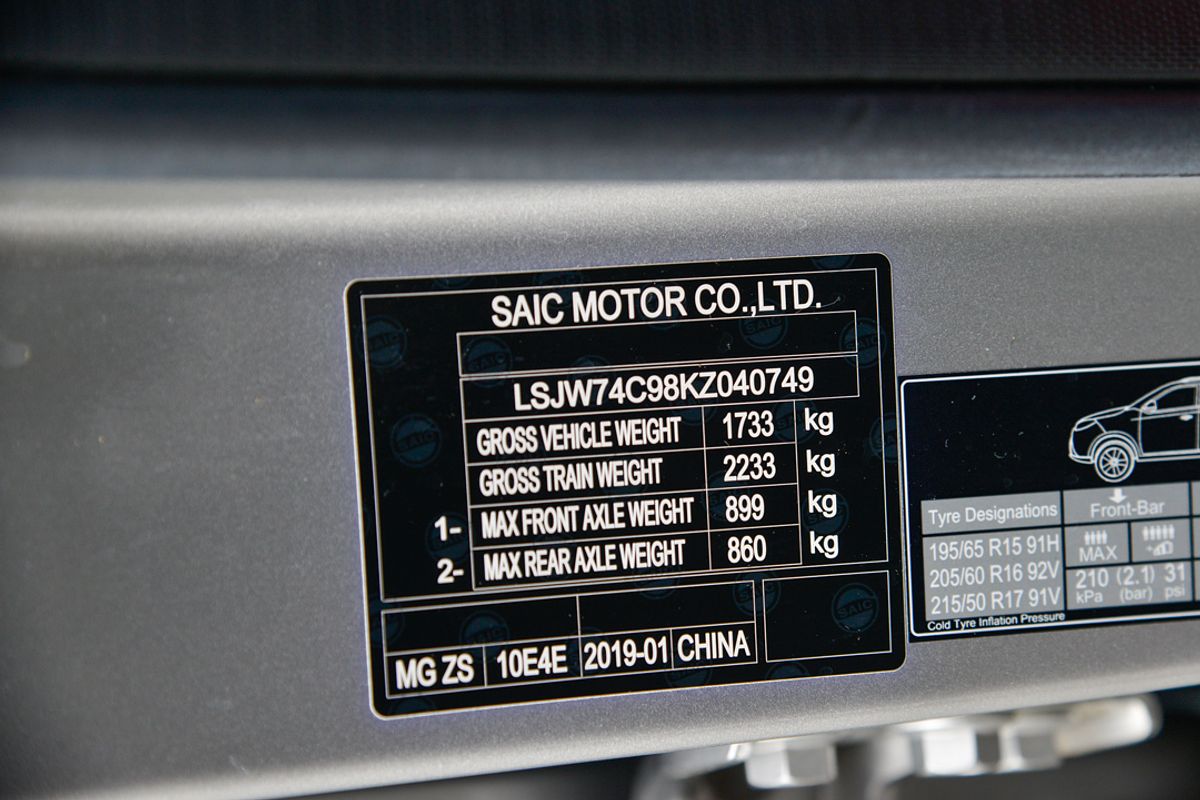 SAIC MOTOR CO.,LTD.
LSJW74C98KZ040749
GROSS VEHICLE WEIGHT 1733 kg
GROSS TRAIN WEIGHT 2233 kg
1- MAX FRONT AXLE WEIGHT 899 kg
2- MAX REAR AXLE WEIGHT 860 kg
MG ZS 10E4E 2019-01 CHINA
SAIC
Tyre Designations Front-Bar
195/65 R15 91H
205/60 R16 92V
215/50 R17 91V
MAX
210 (2.1) 31
kPa (bar) psi
Cold Tyre Inflation Pressure